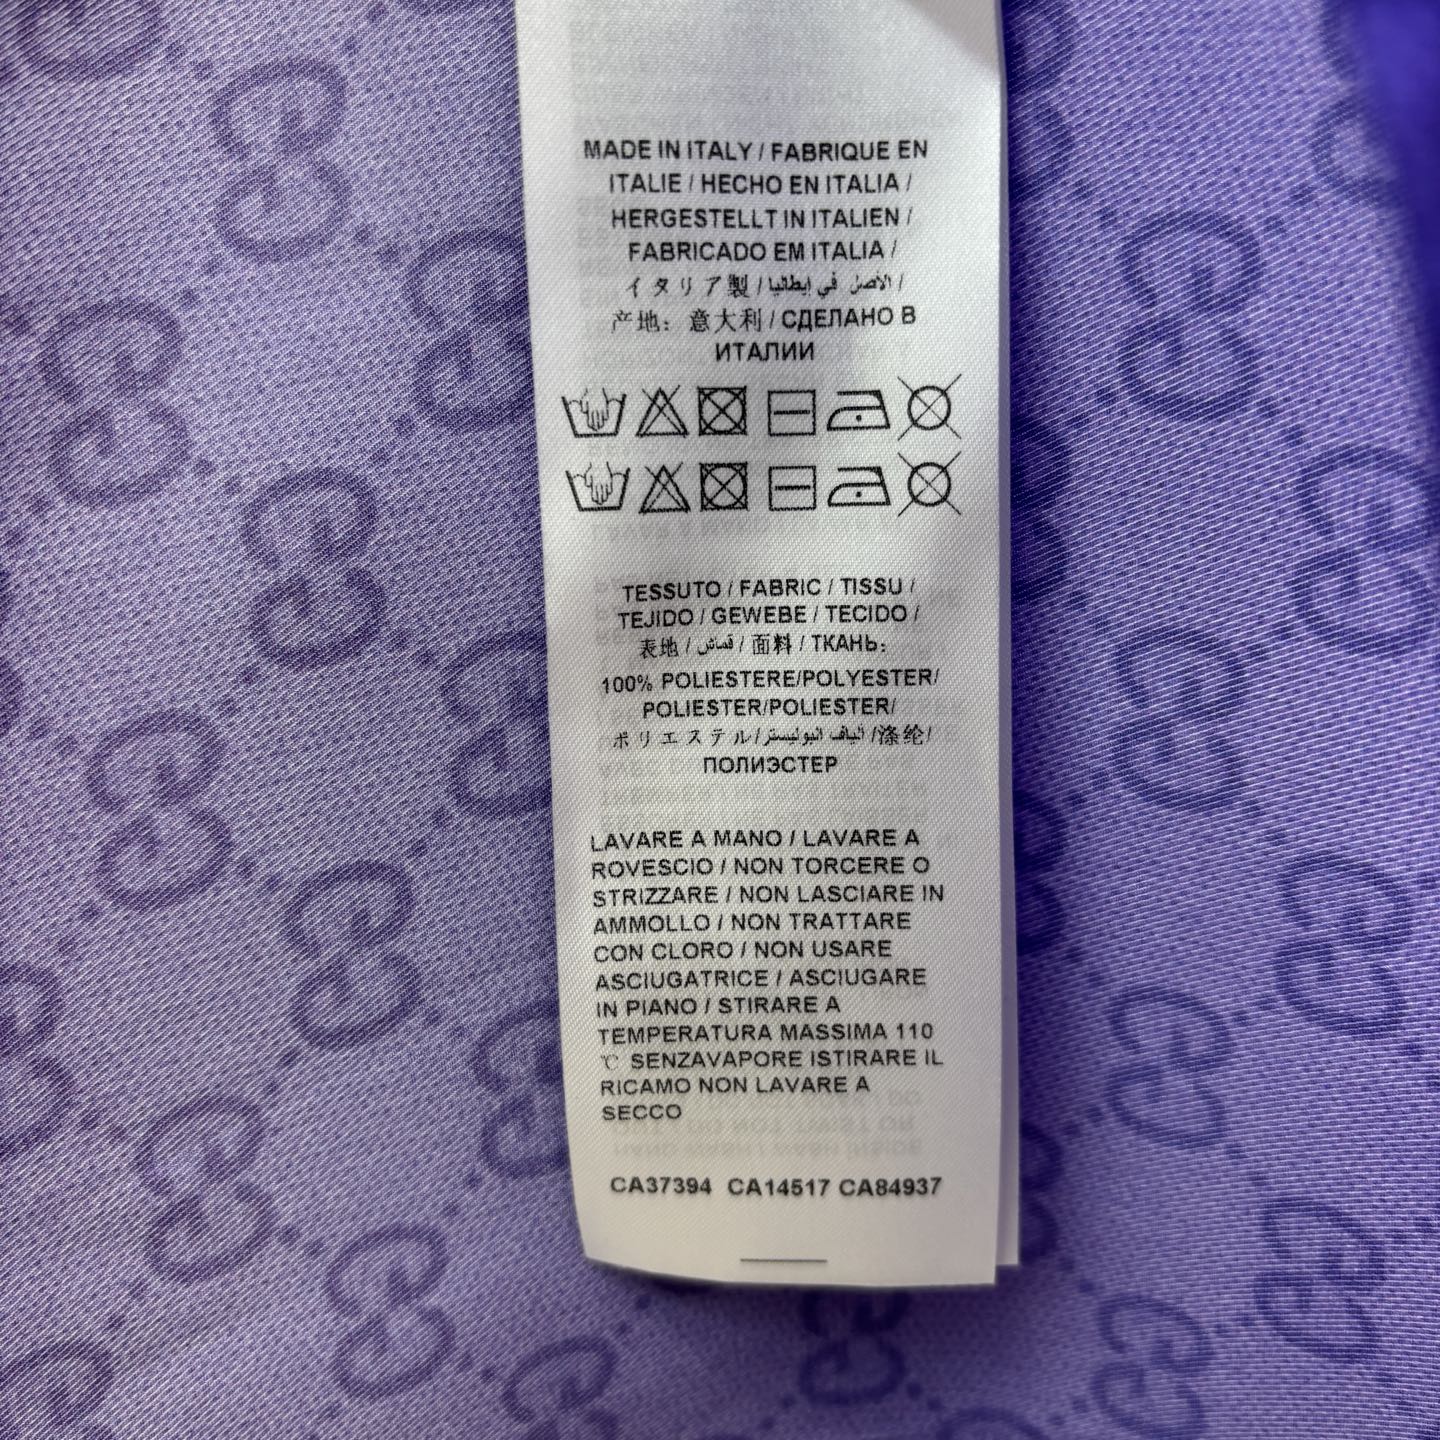 MADE IN ITALY / FABRIQUE EN
ITALIE / HECHO EN ITALIA /
HERGESTELLT IN ITALIEN /
FABRICADO EM ITALIA /
イタリア製 / الأصل في إيطاليا /
产地：意大利 / СДЕЛАНО В
ИТАЛИИ
TESSUTO / FABRIC / TISSU /
TEJIDO / GEWEBE / TECIDO /
表地 / قماش / 面料 / ТКАНЬ:
100% POLIESTERE/POLYESTER/
POLIESTER/POLIESTER/
ポリエステル/الياف البوليستر/涤纶/
ПОЛИЭСТЕР
LAVARE A MANO / LAVARE A
ROVESCIO / NON TORCERE O
STRIZZARE / NON LASCIARE IN
AMMOLLO / NON TRATTARE
CON CLORO / NON USARE
ASCIUGATRICE / ASCIUGARE
IN PIANO / STIRARE A
TEMPERATURA MASSIMA 110
℃ SENZAVAPORE ISTIRARE IL
RICAMO NON LAVARE A
SECCO
CA37394 CA14517 CA84937